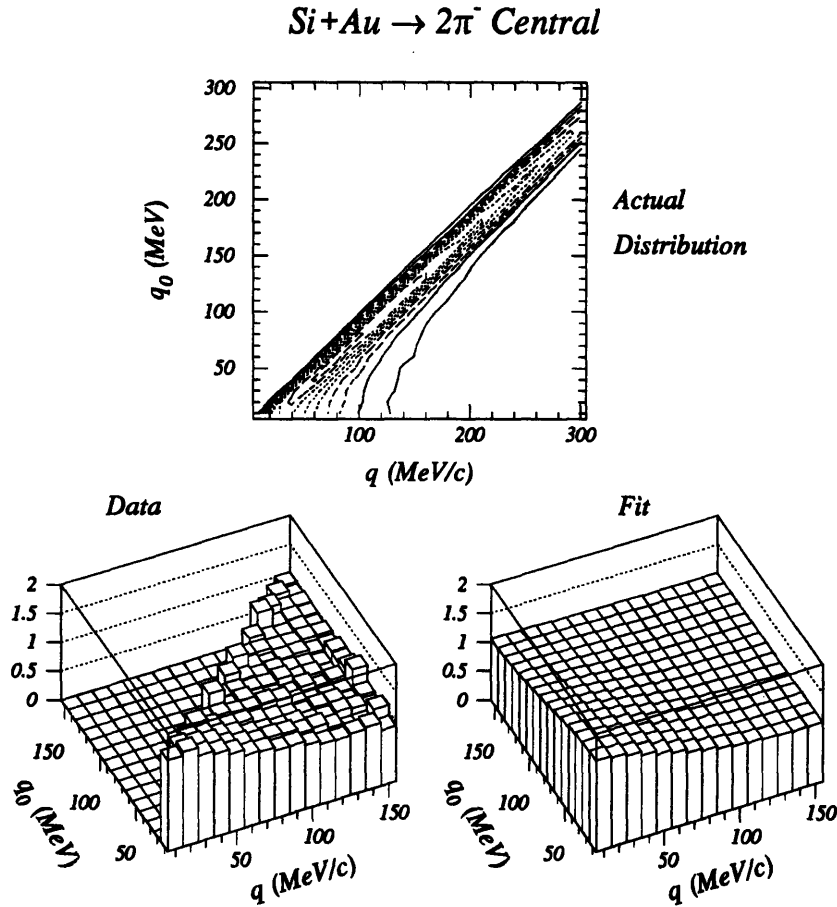 Si+Au → 2π⁻ Central
300
250
200
150
100
50
q₀ (MeV)
100 200 300
q (MeV/c)
Actual
Distribution
Data
2
1.5
1
0.5
0
150
100
50
q₀ (MeV)
50
100
150
q (MeV/c)
Fit
2
1.5
1
0.5
0
150
100
50
q₀ (MeV)
50
100
150
q (MeV/c)